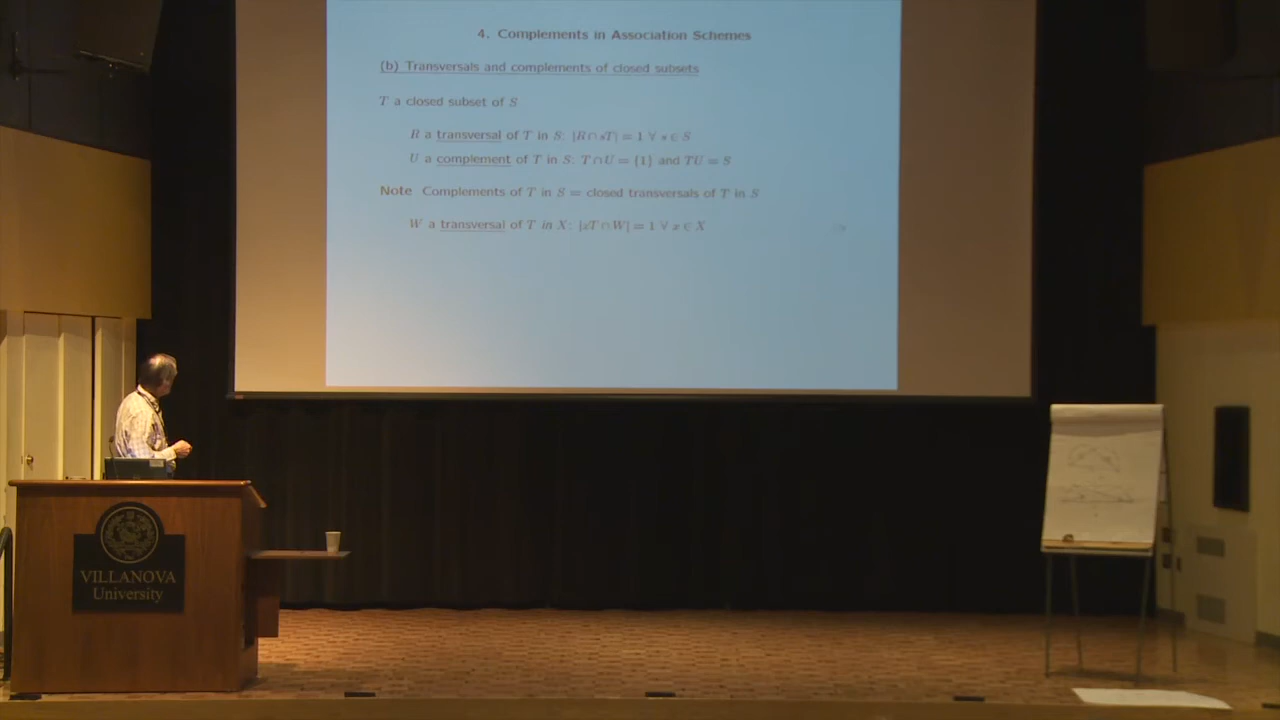 4. Complements in Association Schemes
(b) Transversals and complements of closed subsets
T a closed subset of S
R a transversal of T in S: |R ∩ sT| = 1 ∀ s ∈ S
U a complement of T in S: T ∩ U = {1} and TU = S
Note Complements of T in S = closed transversals of T in S
W a transversal of T in X: |xT ∩ W| = 1 ∀ x ∈ X
VILLANOVA
University